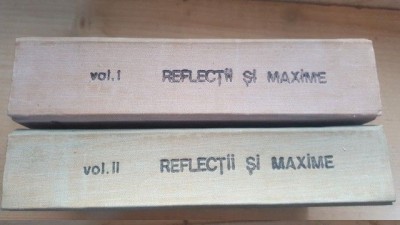 vol. I REFLECȚII ȘI MAXIME
vol. II REFLECȚII ȘI MAXIME